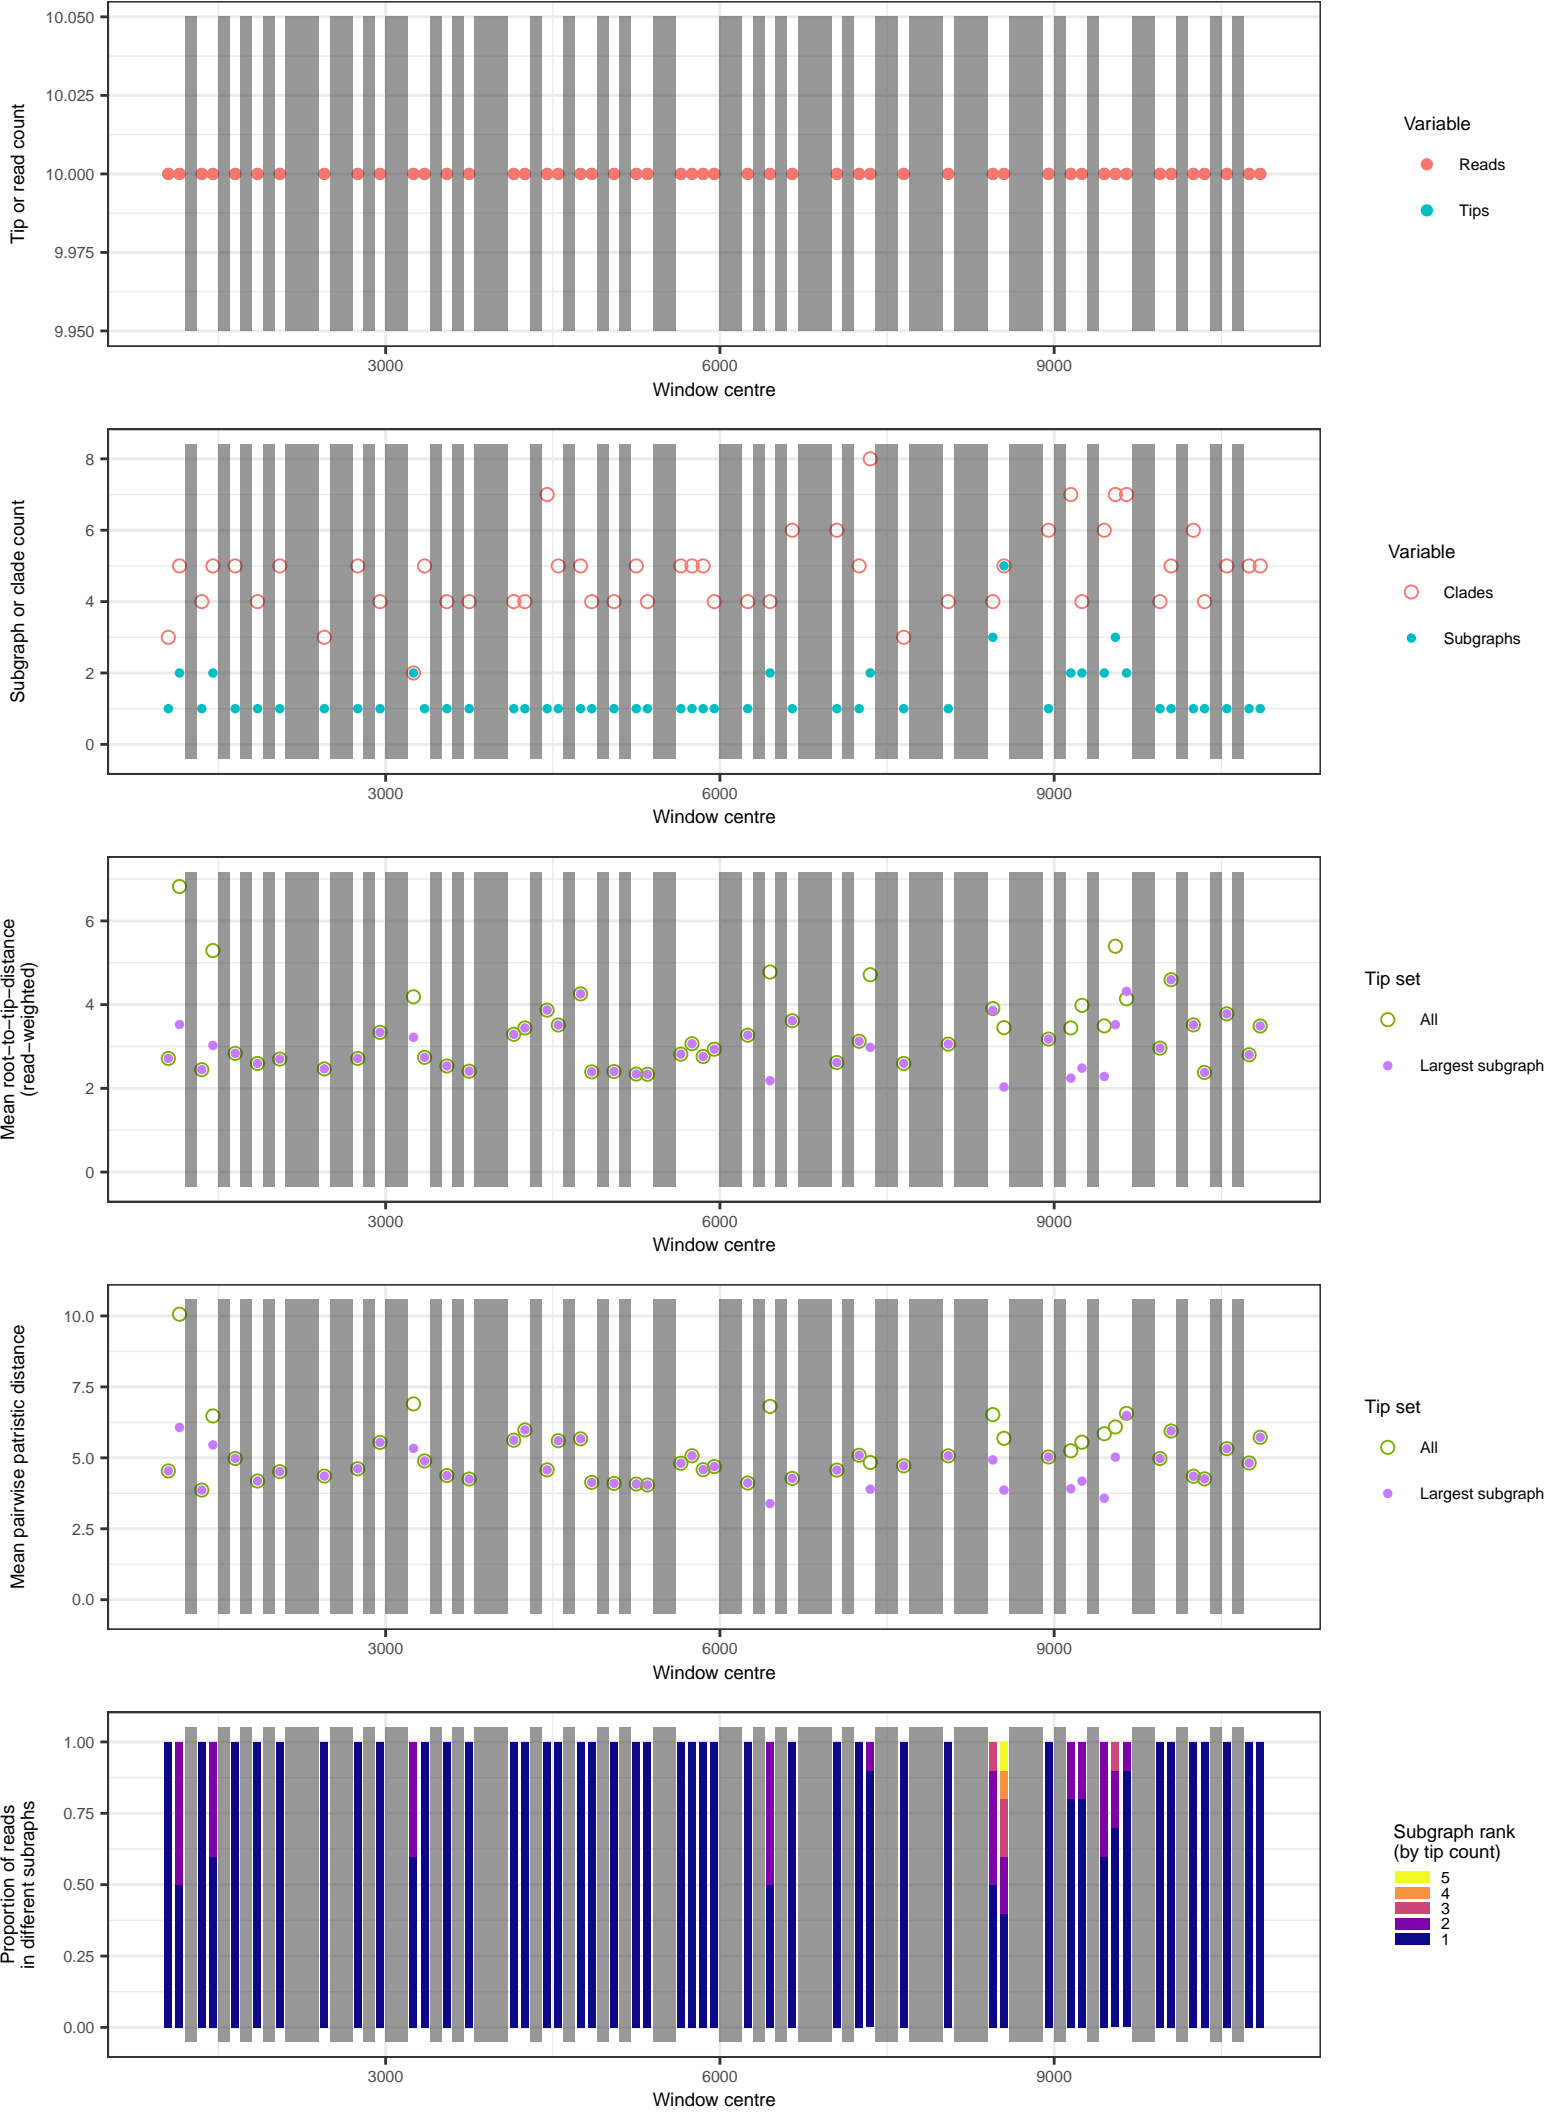 10.050
10.025
10.000
9.975
9.950
Tip or read count
3000
6000
9000
Window centre
Variable
Reads
Tips
8
6
4
2
0
Subgraph or clade count
3000
6000
9000
Window centre
Variable
Clades
Subgraphs
6
4
2
0
Mean root−to−tip−distance
(read−weighted)
3000
6000
9000
Window centre
Tip set
All
Largest subgraph
10.0
7.5
5.0
2.5
0.0
Mean pairwise patristic distance
3000
6000
9000
Window centre
Tip set
All
Largest subgraph
1.00
0.75
0.50
0.25
0.00
Proportion of reads
in different subraphs
3000
6000
9000
Window centre
Subgraph rank
(by tip count)
5
4
3
2
1